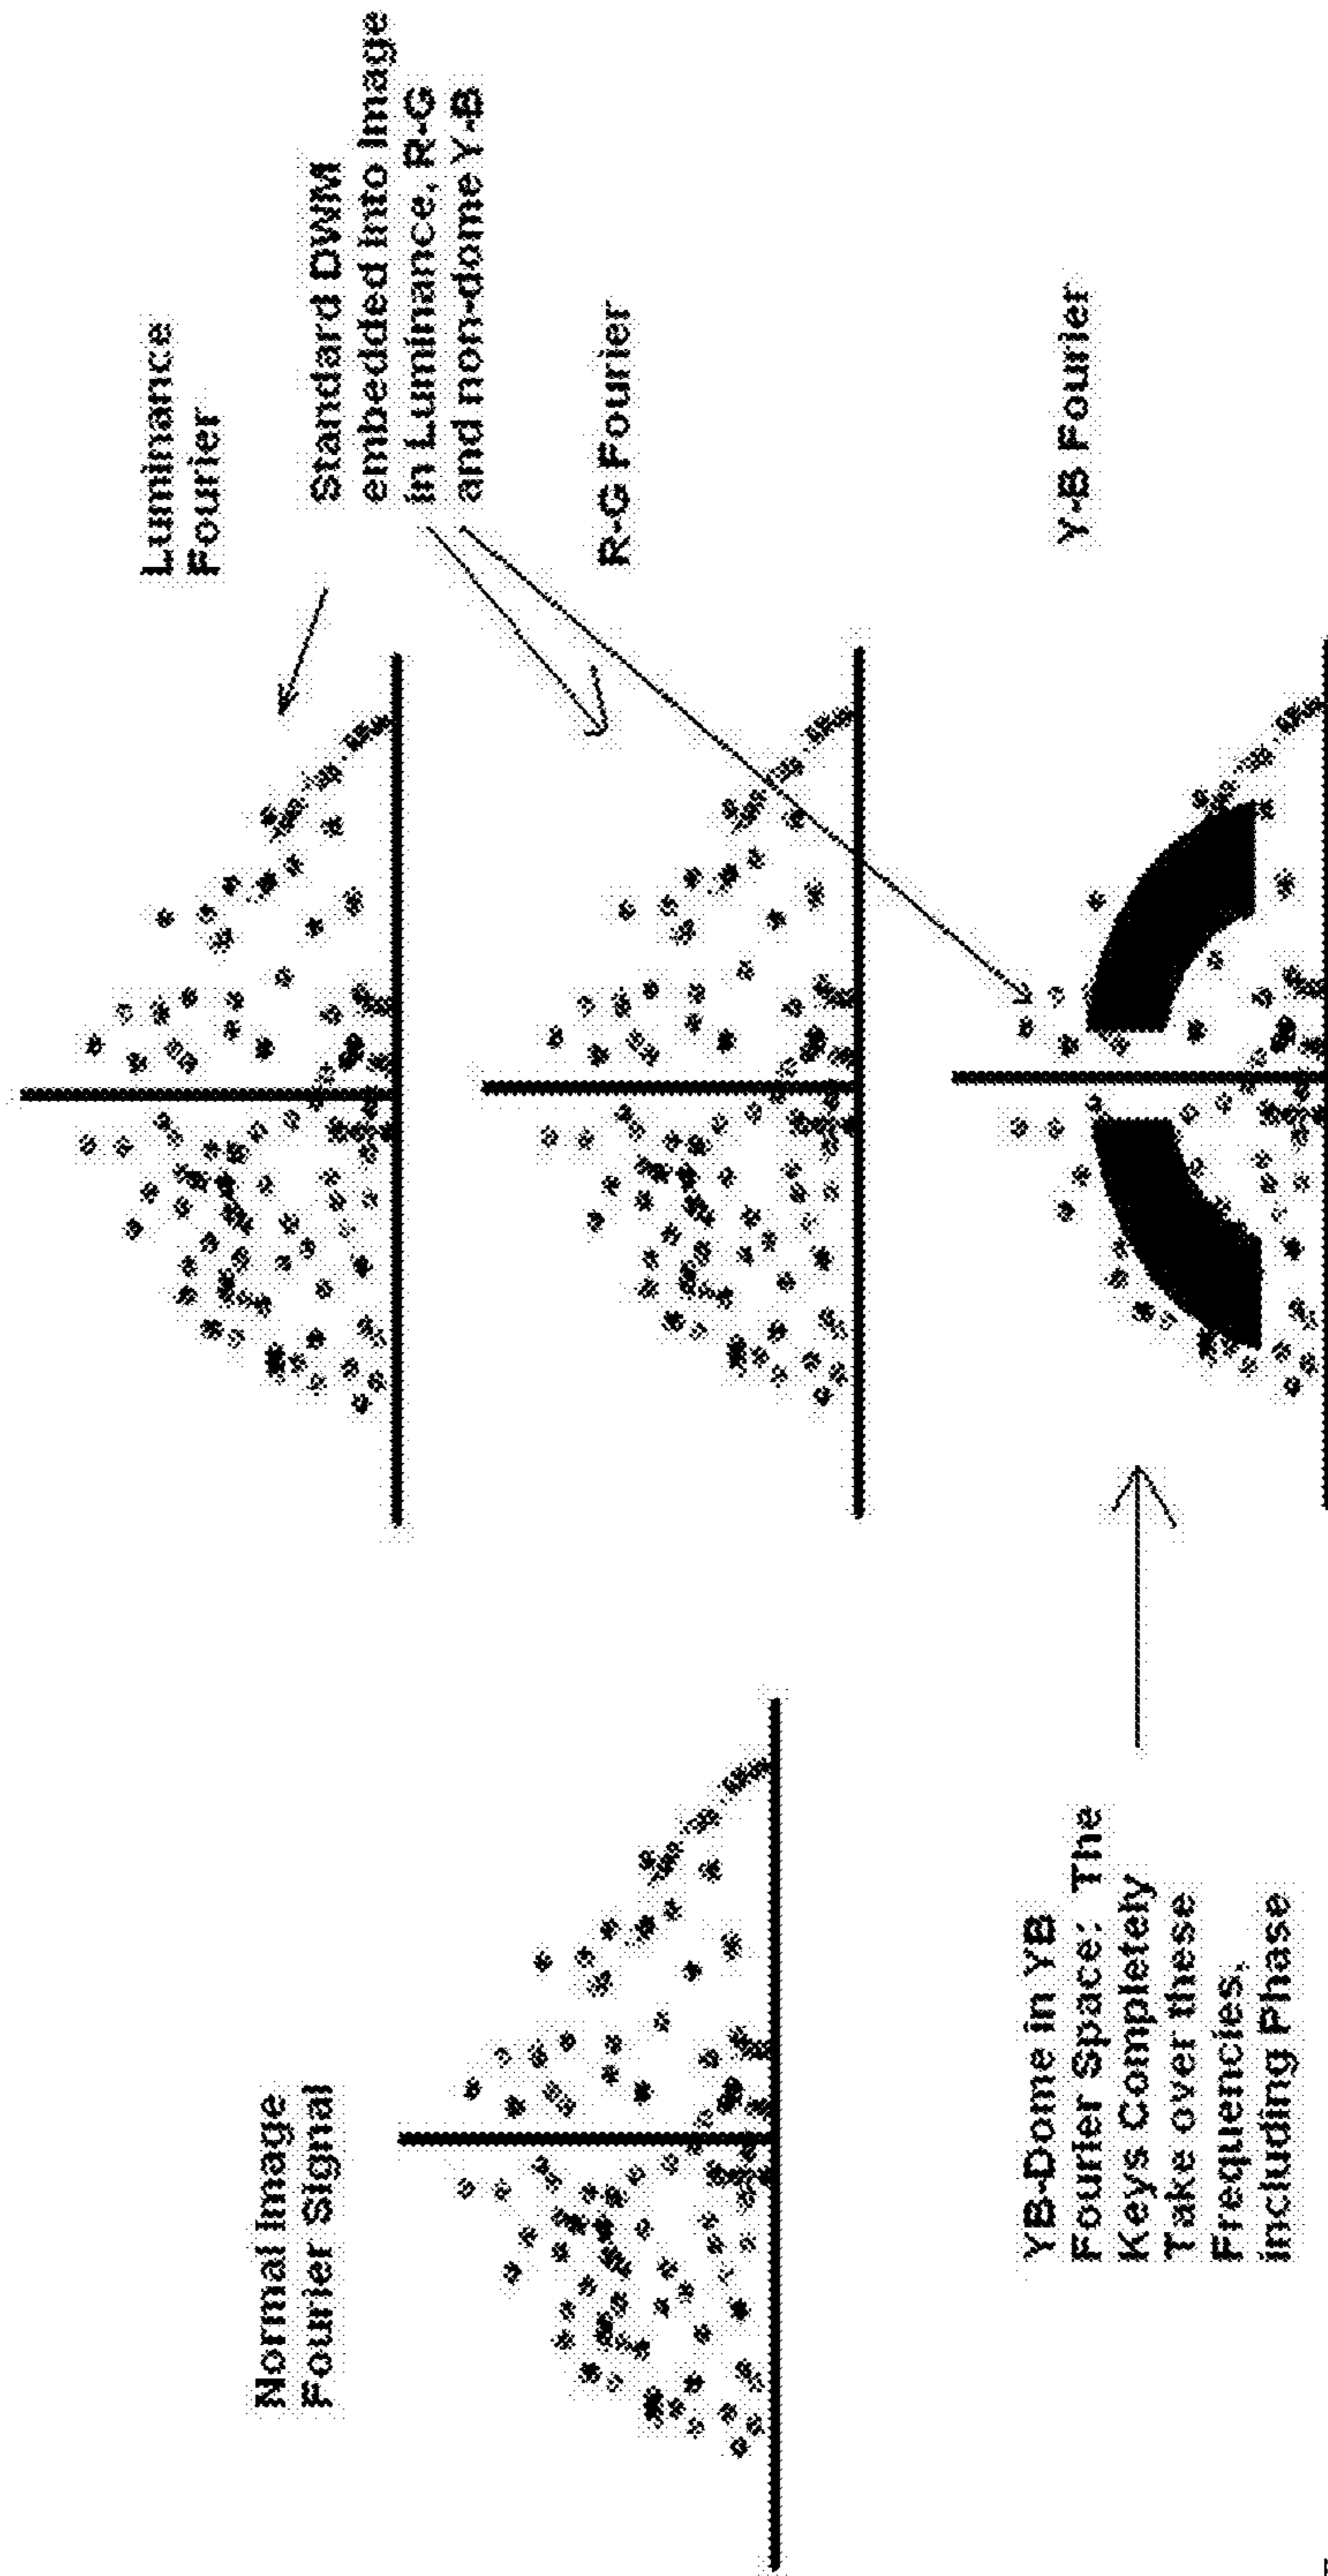 Normal Image
Fourier Signal
Luminance
Fourier
Standard DWM
embedded into Image
in Luminance, R-G
and non-dome Y-B
R-G Fourier
Y-B Fourier
YB-Dome in YB
Fourier Space: The
Keys Completely
Take over these
Frequencies,
including Phase